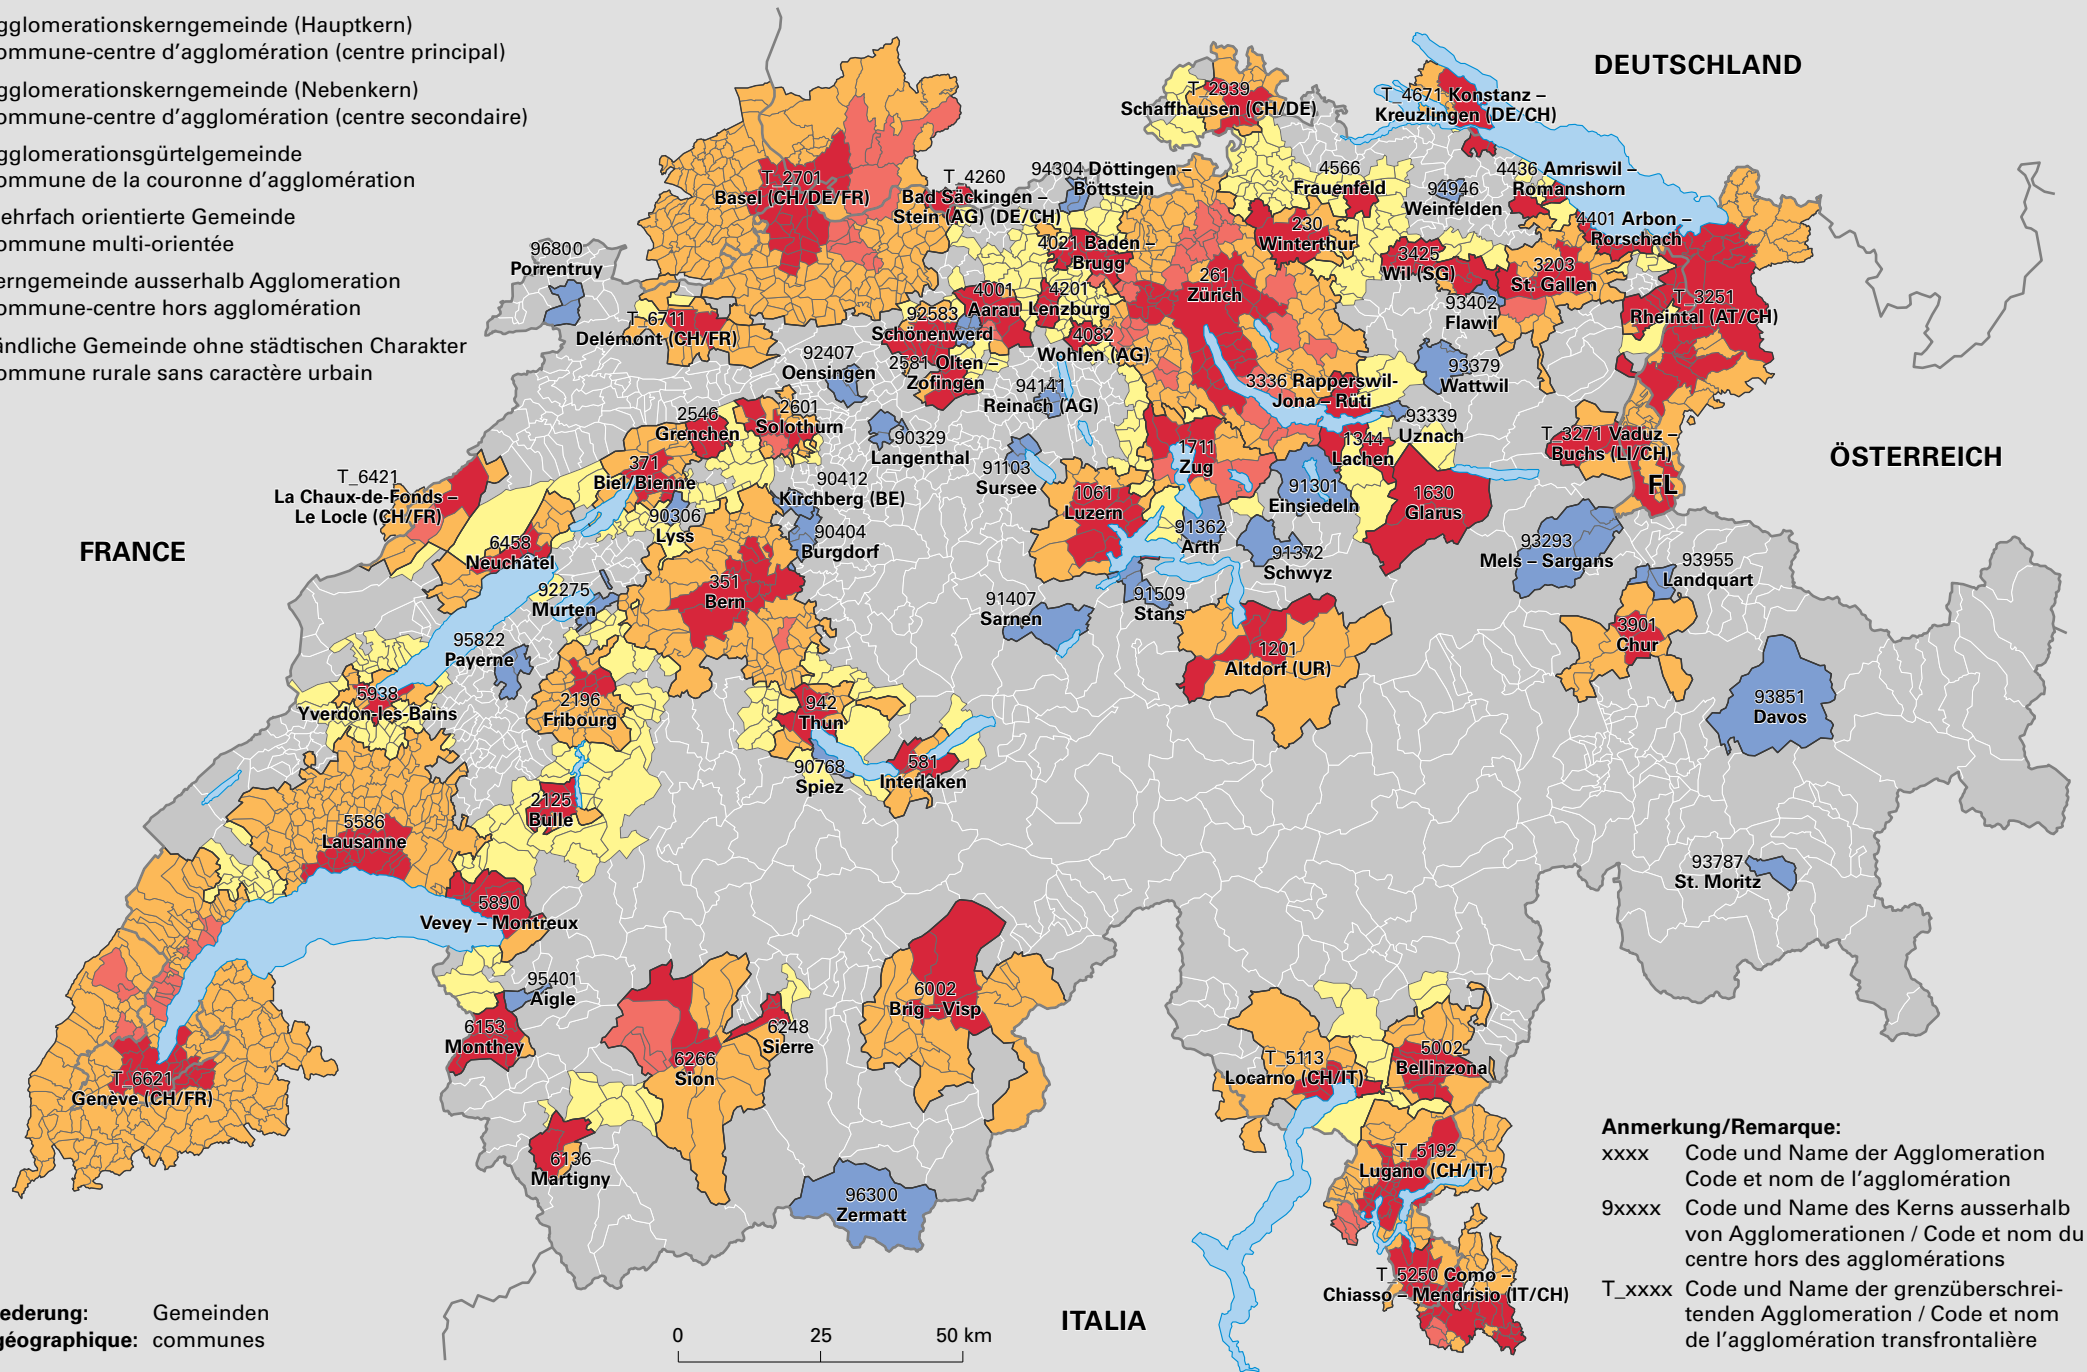 gglomerationskerngemeinde (Hauptkern)
ommune-centre d'agglomération (centre principal)
gglomerationskerngemeinde (Nebenkern)
ommune-centre d'agglomération (centre secondaire)
gglomerationsgürtelgemeinde
ommune de la couronne d'agglomération
ehrfach orientierte Gemeinde
ommune multi-orientée
erngemeinde ausserhalb Agglomeration
ommune-centre hors agglomération
ändliche Gemeinde ohne städtischen Charakter
ommune rurale sans caractère urbain
DEUTSCHLAND
T_2939
Schaffhausen (CH/DE)
T_4671 Konstanz –
Kreuzlingen (DE/CH)
T_2701
Basel (CH/DE/FR)
T_4260
Bad Säckingen –
Stein (AG) (DE/CH)
94304 Döttingen –
Böttstein
4566
Frauenfeld
94946
Weinfelden
4436 Amriswil –
Romanshorn
4401 Arbon –
Rorschach
96800
Porrentruy
4021 Baden –
Brugg
230
Winterthur
3425
Wil (SG)
3203
St. Gallen
T_3251
Rheintal (AT/CH)
261
Zürich
4001
Aarau
4201
Lenzburg
92583
Schönenwerd
93402
Flawil
T_6711
Delémont (CH/FR)
4082
Wohlen (AG)
92407
Oensingen
2581 Olten –
Zofingen
94141
Reinach (AG)
3336 Rapperswil-
Jona – Rüti
93379
Wattwil
93339
Uznach
2546
Grenchen
2601
Solothurn
90329
Langenthal
1711
Zug
1344
Lachen
T_3271 Vaduz –
Buchs (LI/CH)
FL
ÖSTERREICH
T_6421
La Chaux-de-Fonds –
Le Locle (CH/FR)
371
Biel/Bienne
90412
Kirchberg (BE)
91103
Sursee
1061
Luzern
91301
Einsiedeln
1630
Glarus
90306
Lyss
90404
Burgdorf
91362
Arth
91372
Schwyz
93293
Mels – Sargans
93955
Landquart
FRANCE
6458
Neuchâtel
351
Bern
92275
Murten
91407
Sarnen
91509
Stans
3901
Chur
95822
Payerne
1201
Altdorf (UR)
5938
Yverdon-les-Bains
2196
Fribourg
942
Thun
93851
Davos
90768
Spiez
581
Interlaken
2125
Bulle
5586
Lausanne
93787
St. Moritz
5890
Vevey – Montreux
95401
Aigle
6002
Brig – Visp
6153
Monthey
6248
Sierre
6266
Sion
T_6621
Genève (CH/FR)
T_5113
Locarno (CH/IT)
5002
Bellinzona
6136
Martigny
96300
Zermatt
T_5192
Lugano (CH/IT)
T_5250 Como –
Chiasso – Mendrisio (IT/CH)
ITALIA
Anmerkung/Remarque:
xxxx Code und Name der Agglomeration
Code et nom de l'agglomération
9xxxx Code und Name des Kerns ausserhalb
von Agglomerationen / Code et nom du
centre hors des agglomérations
T_xxxx Code und Name der grenzüberschrei-
tenden Agglomeration / Code et nom
de l'agglomération transfrontalière
ederung: Gemeinden
géographique: communes
0 25 50 km